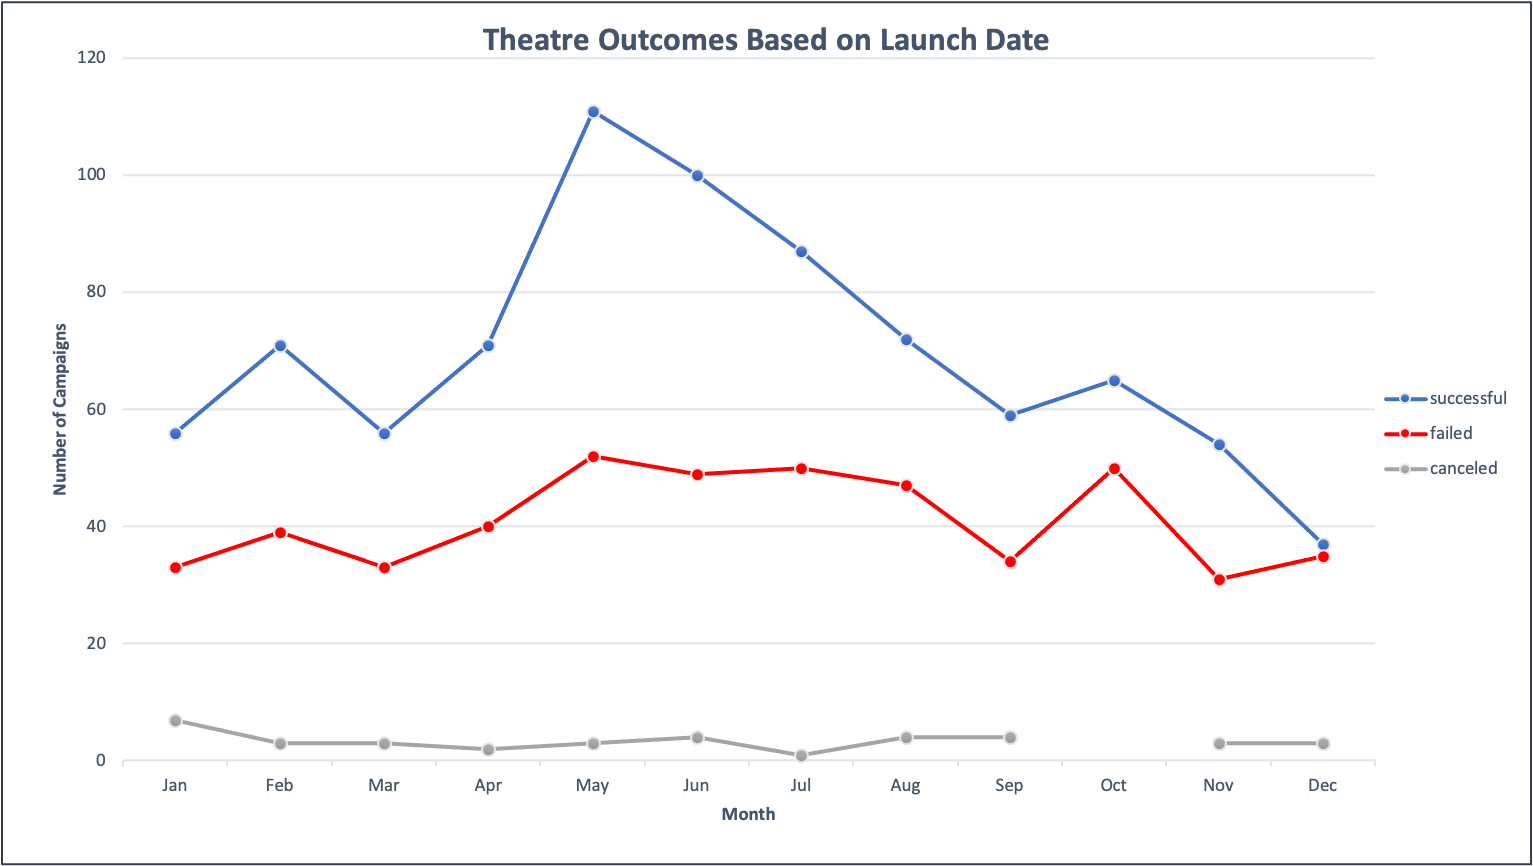 Theatre Outcomes Based on Launch Date
120
100
80
60
40
20
0
Number of Campaigns
Jan Feb Mar Apr May Jun Jul Aug Sep Oct Nov Dec
Month
successful
failed
canceled